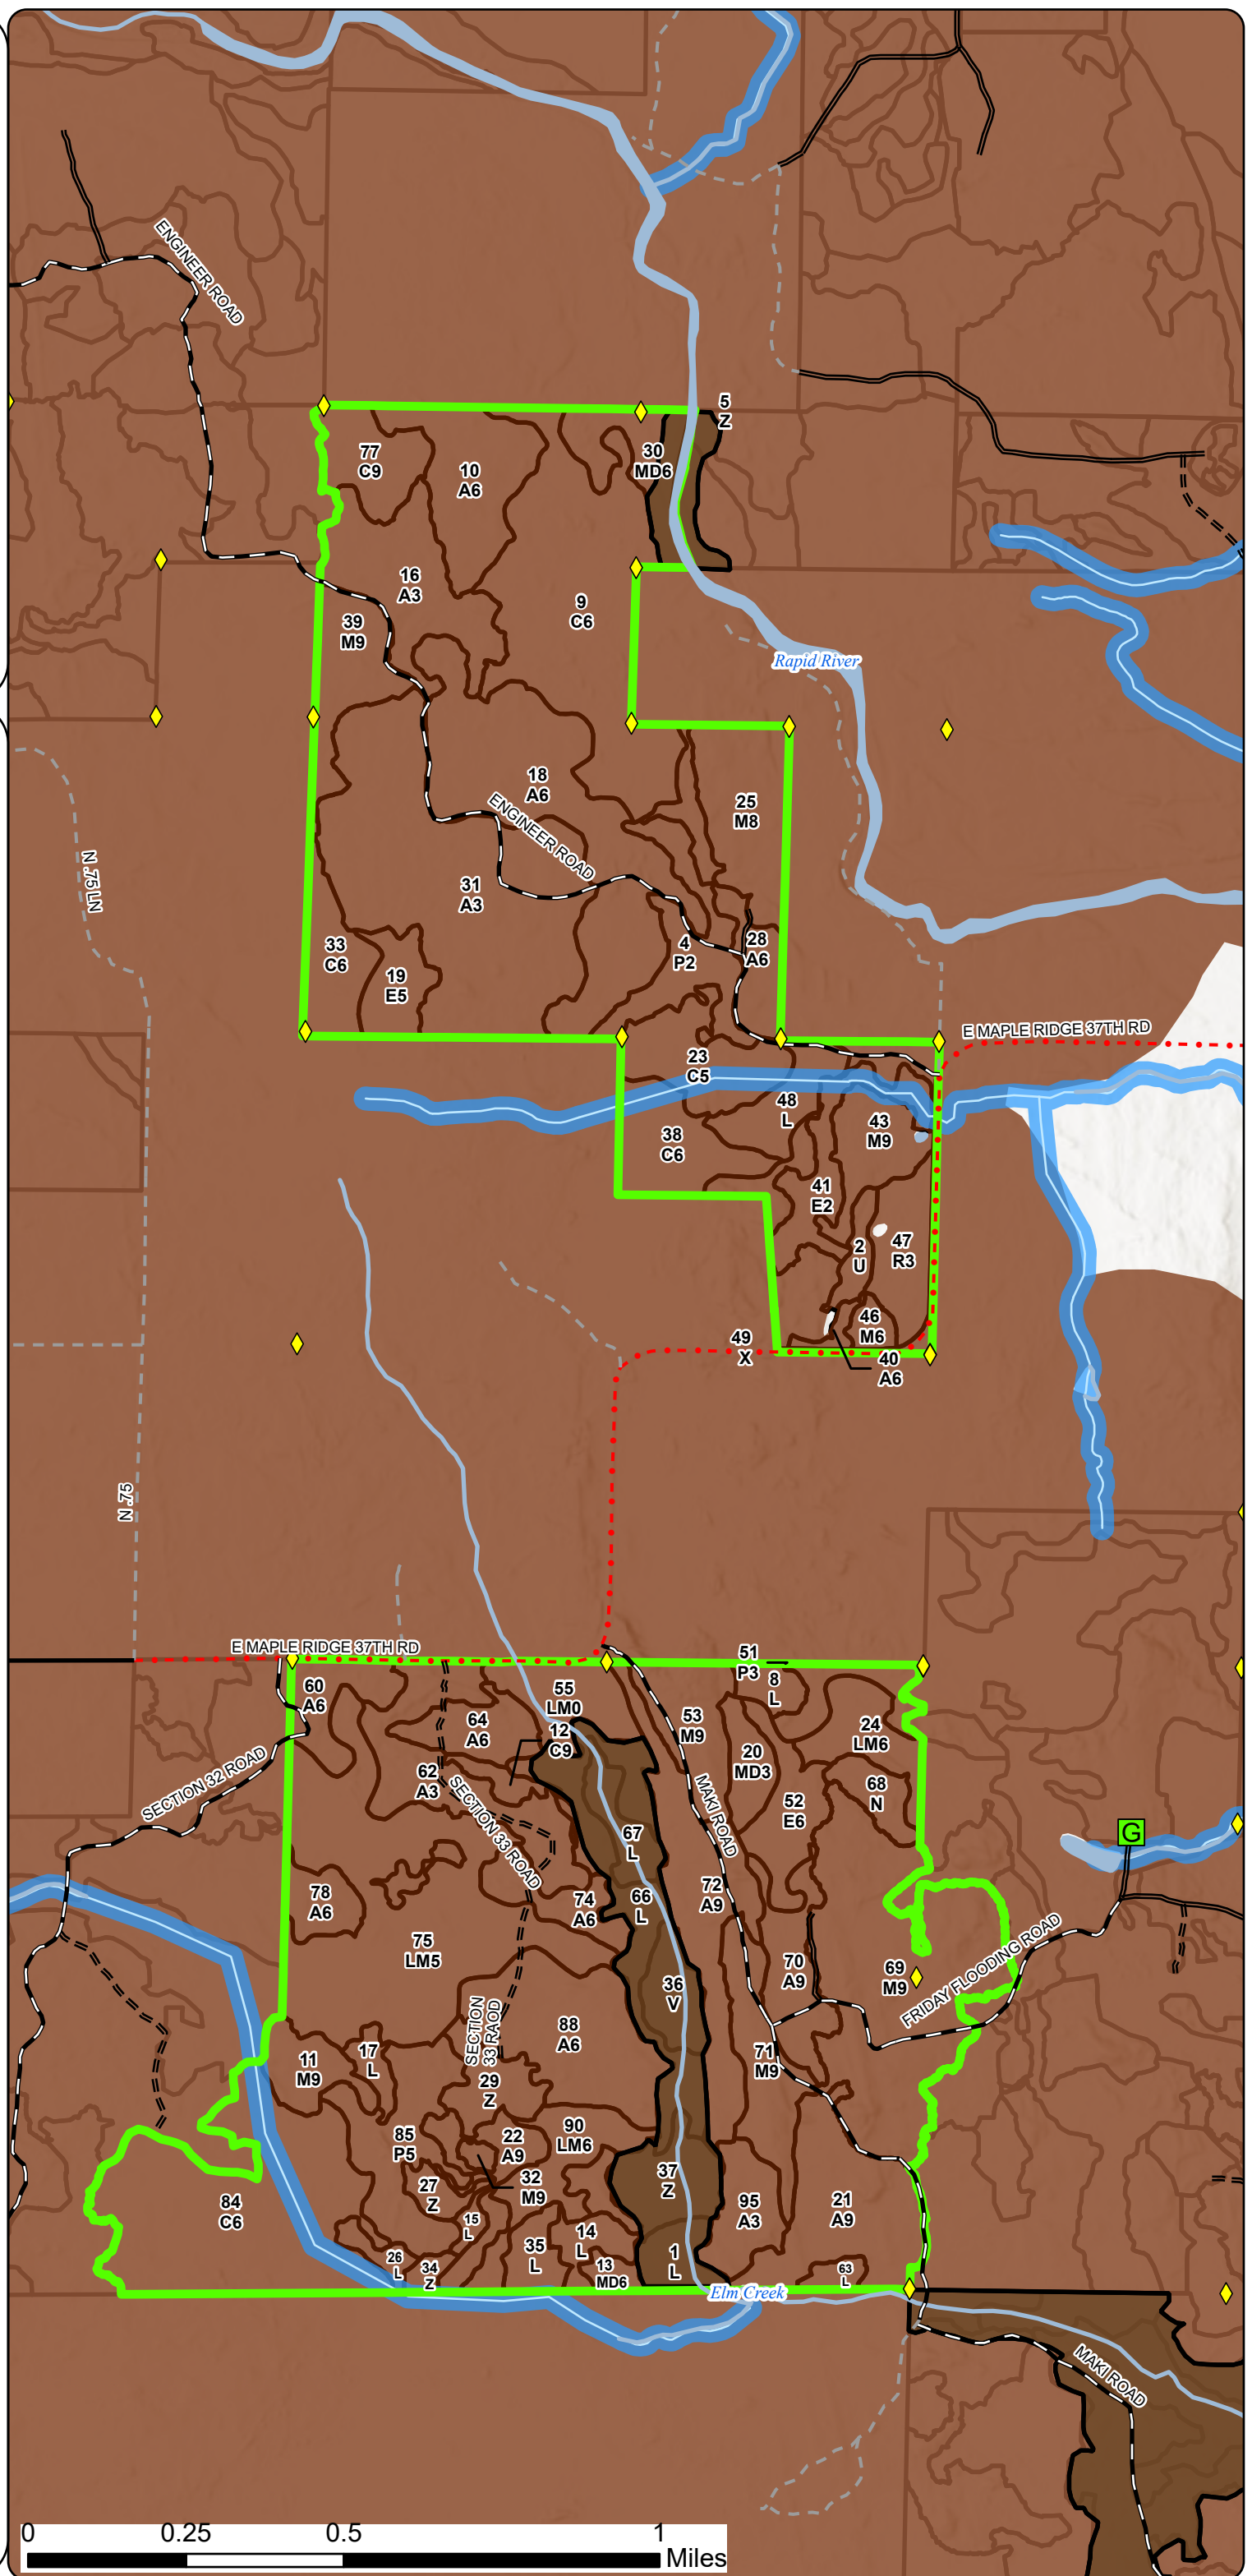 ENGINEER ROAD
5
Z
77
C9
10
A6
30
MD6
16
A3
39
M9
9
C6
Rapid River
18
A6
25
M8
ENGINEER ROAD
N .75 LN
31
A3
33
C6
19
E5
4
P2
28
A6
E MAPLE RIDGE 37TH RD
23
C5
48
L
43
M9
38
C6
41
E2
2
U
47
R3
46
M6
49
X
40
A6
N .75
E MAPLE RIDGE 37TH RD
51
P3
8
L
60
A6
55
LM0
64
A6
12
C9
53
M9
24
LM6
20
MD3
62
A3
68
N
52
E6
SECTION 32 ROAD
SECTION 33 ROAD
MAKI ROAD
G
67
L
78
A6
74
A6
66
L
72
A9
75
LM5
70
A9
69
M9
FRIDAY FLOODING ROAD
36
V
SECTION
33 RAOD
88
A6
11
M9
17
L
71
M9
29
Z
85
P5
22
A9
90
LM6
27
Z
32
M9
37
Z
84
C6
15
L
95
A3
21
A9
35
L
14
L
26
L
34
Z
13
MD6
1
L
63
L
Elm Creek
MAKI ROAD
0
0.25
0.5
1
Miles